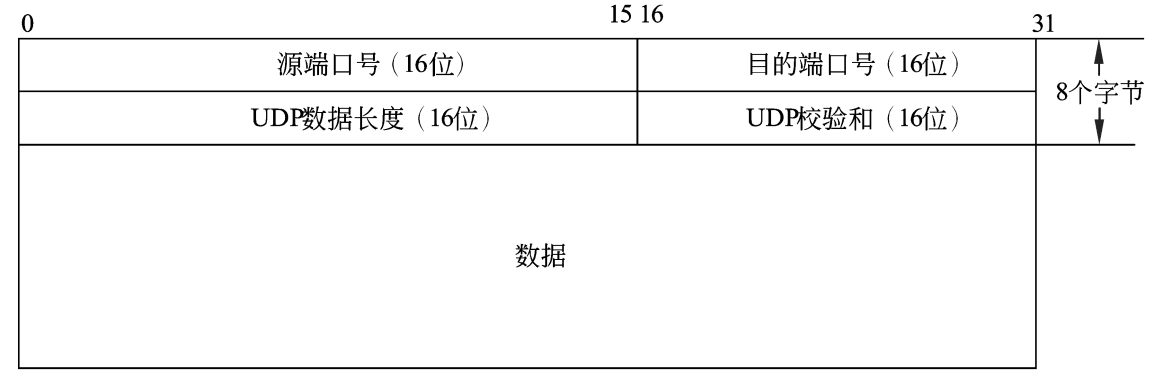 0 15 16 31
源端口号（16位） 目的端口号（16位）
8个字节
UDP数据长度（16位） UDP校验和（16位）
数据